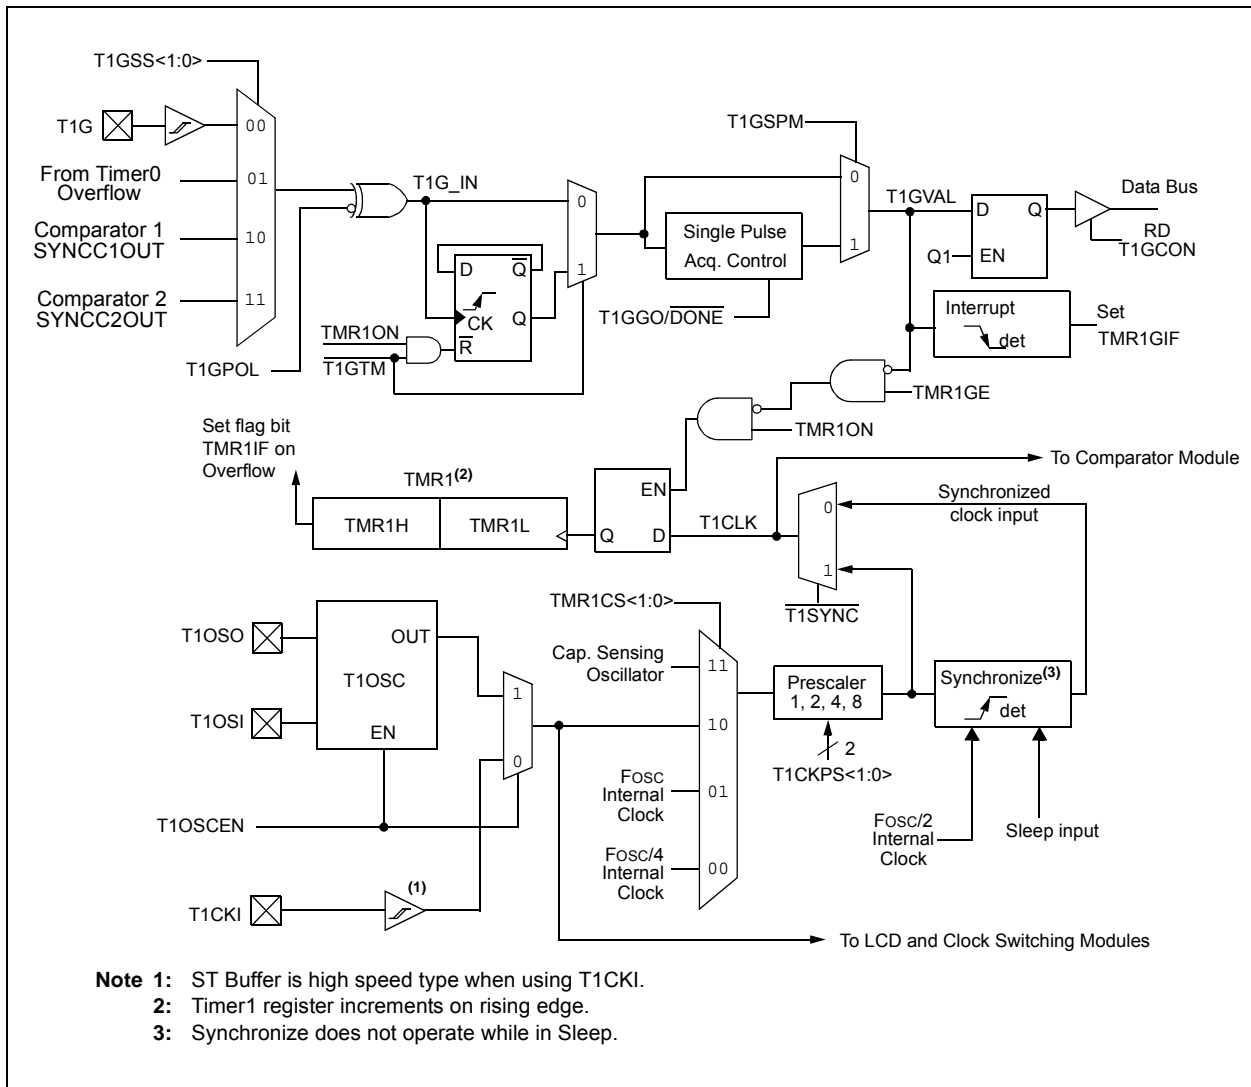 T1GSS<1:0>
T1G
00
From Timer0
Overflow
01
Comparator 1
SYNCC1OUT
10
Comparator 2
SYNCC2OUT
11
T1GPOL
T1G_IN
0
1
D
Q
CK
Q
R
TMR1ON
T1GTM
T1GSPM
0
1
Single Pulse
Acq. Control
T1GGO/DONE
T1GVAL
D
Q
Q1
EN
Data Bus
RD
T1GCON
Interrupt
det
Set
TMR1GIF
TMR1GE
TMR1ON
Set flag bit
TMR1IF on
Overflow
TMR1(2)
TMR1H
TMR1L
EN
Q
D
T1CLK
To Comparator Module
0
1
Synchronized
clock input
T1SYNC
T1OSO
OUT
T1OSC
T1OSI
EN
1
0
T1OSCEN
T1CKI
(1)
TMR1CS<1:0>
Cap. Sensing
Oscillator
11
10
FOSC
Internal
Clock
01
FOSC/4
Internal
Clock
00
Prescaler
1, 2, 4, 8
2
T1CKPS<1:0>
Synchronize(3)
det
FOSC/2
Internal
Clock
Sleep input
To LCD and Clock Switching Modules
Note 1: ST Buffer is high speed type when using T1CKI.
2: Timer1 register increments on rising edge.
3: Synchronize does not operate while in Sleep.